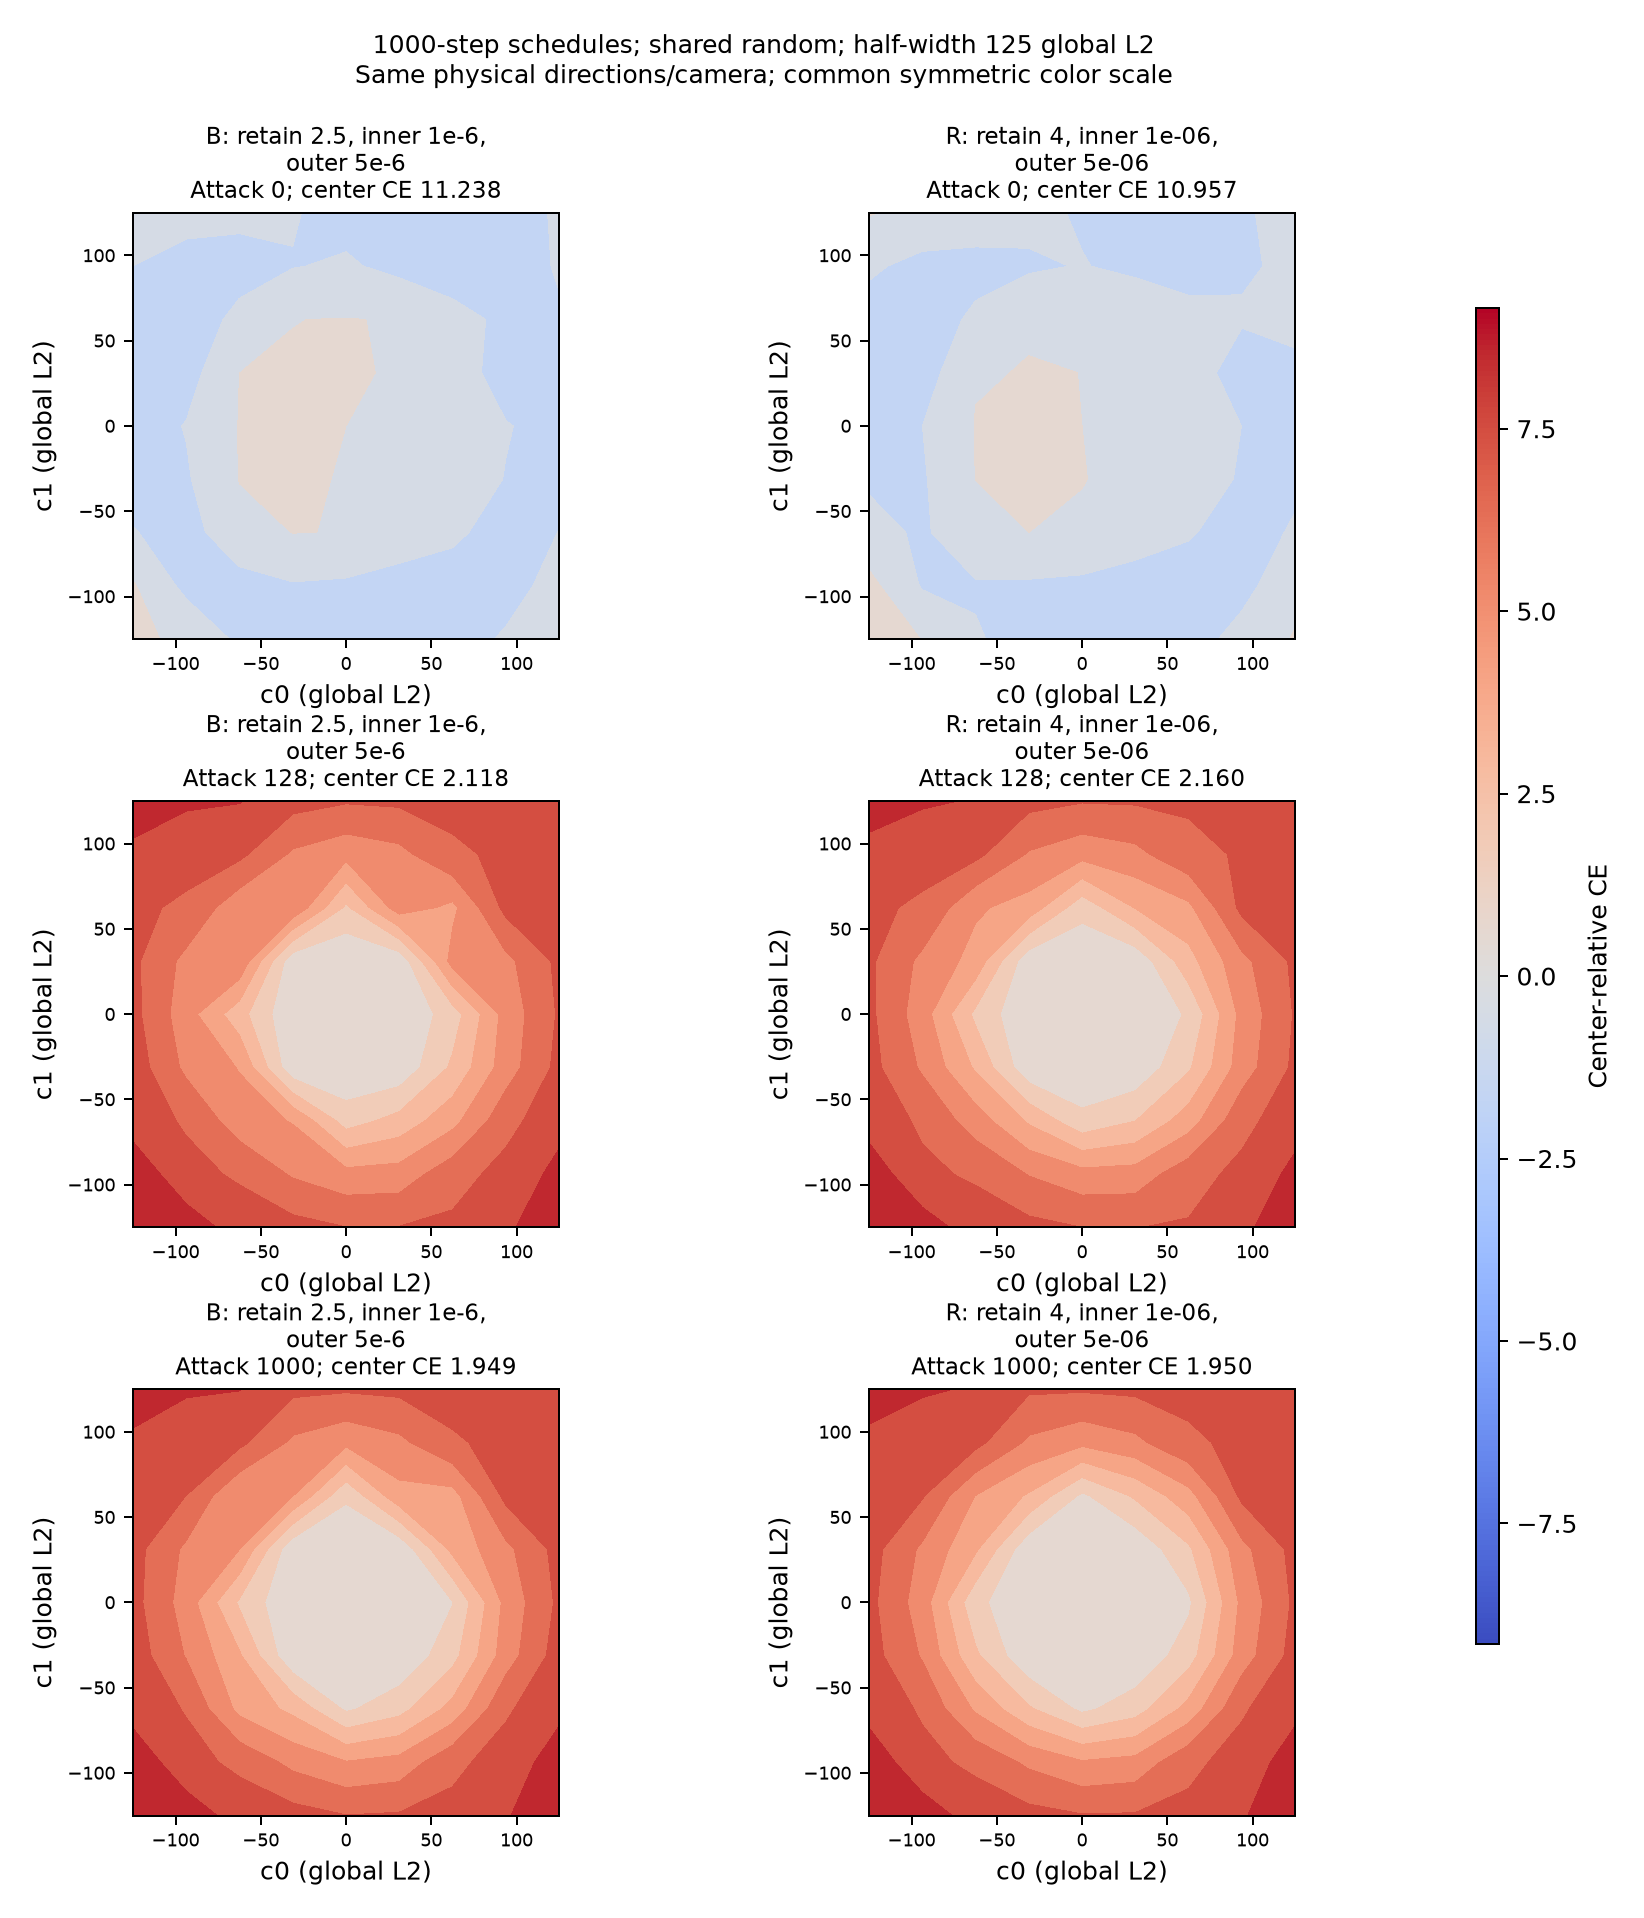 1000-step schedules; shared random; half-width 125 global L2
Same physical directions/camera; common symmetric color scale
B: retain 2.5, inner 1e-6,
outer 5e-6
Attack 0; center CE 11.238
100
50
0
−50
−100
c1 (global L2)
−100 −50 0 50 100
c0 (global L2)
R: retain 4, inner 1e-06,
outer 5e-06
Attack 0; center CE 10.957
100
50
0
−50
−100
c1 (global L2)
−100 −50 0 50 100
c0 (global L2)
B: retain 2.5, inner 1e-6,
outer 5e-6
Attack 128; center CE 2.118
100
50
0
−50
−100
c1 (global L2)
−100 −50 0 50 100
c0 (global L2)
R: retain 4, inner 1e-06,
outer 5e-06
Attack 128; center CE 2.160
100
50
0
−50
−100
c1 (global L2)
−100 −50 0 50 100
c0 (global L2)
B: retain 2.5, inner 1e-6,
outer 5e-6
Attack 1000; center CE 1.949
100
50
0
−50
−100
c1 (global L2)
−100 −50 0 50 100
c0 (global L2)
R: retain 4, inner 1e-06,
outer 5e-06
Attack 1000; center CE 1.950
100
50
0
−50
−100
c1 (global L2)
−100 −50 0 50 100
c0 (global L2)
7.5
5.0
2.5
0.0
−2.5
−5.0
−7.5
Center-relative CE